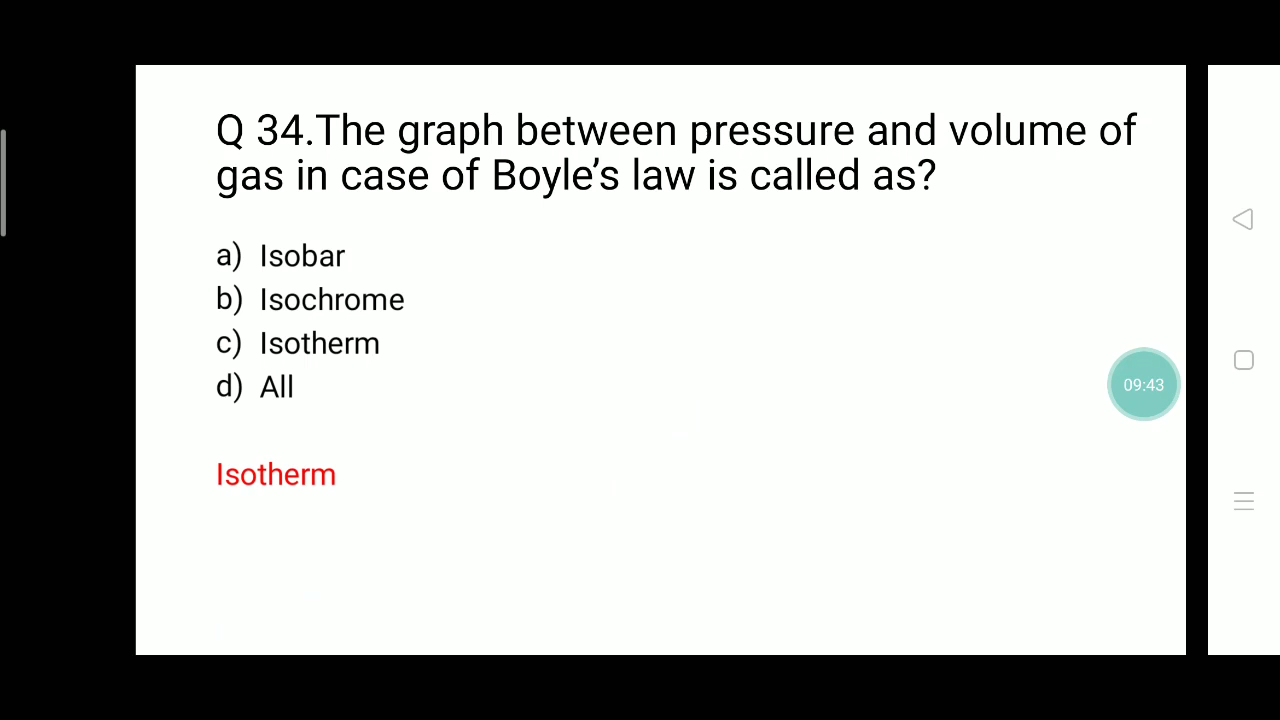 Q 34.The graph between pressure and volume of
gas in case of Boyle’s law is called as?
a) Isobar
b) Isochrome
c) Isotherm
d) All
09:43
Isotherm